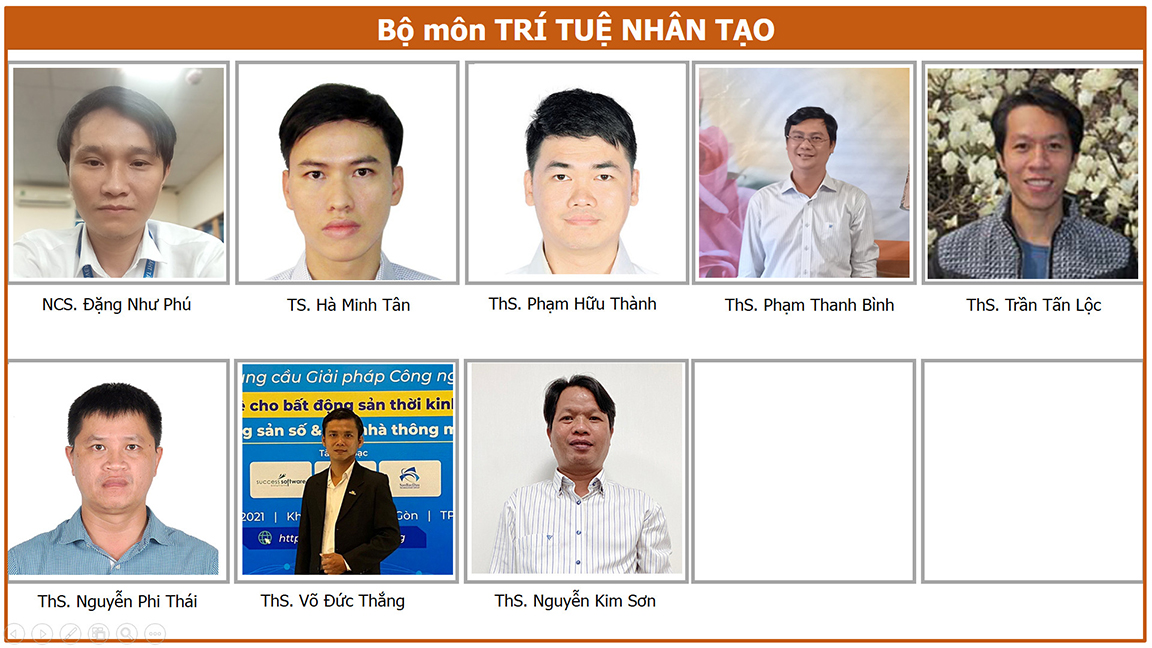 Bộ môn TRÍ TUỆ NHÂN TẠO
NCS. Đặng Như Phú
TS. Hà Minh Tân
ThS. Phạm Hữu Thành
ThS. Phạm Thanh Bình
ThS. Trần Tấn Lộc
ung cầu Giải pháp Công ng
cho bất động sản thời kin
g sản số &
nhà thông m
success software
2021 | Kh
Gòn | TP
http
ThS. Nguyễn Phi Thái
ThS. Võ Đức Thắng
ThS. Nguyễn Kim Sơn